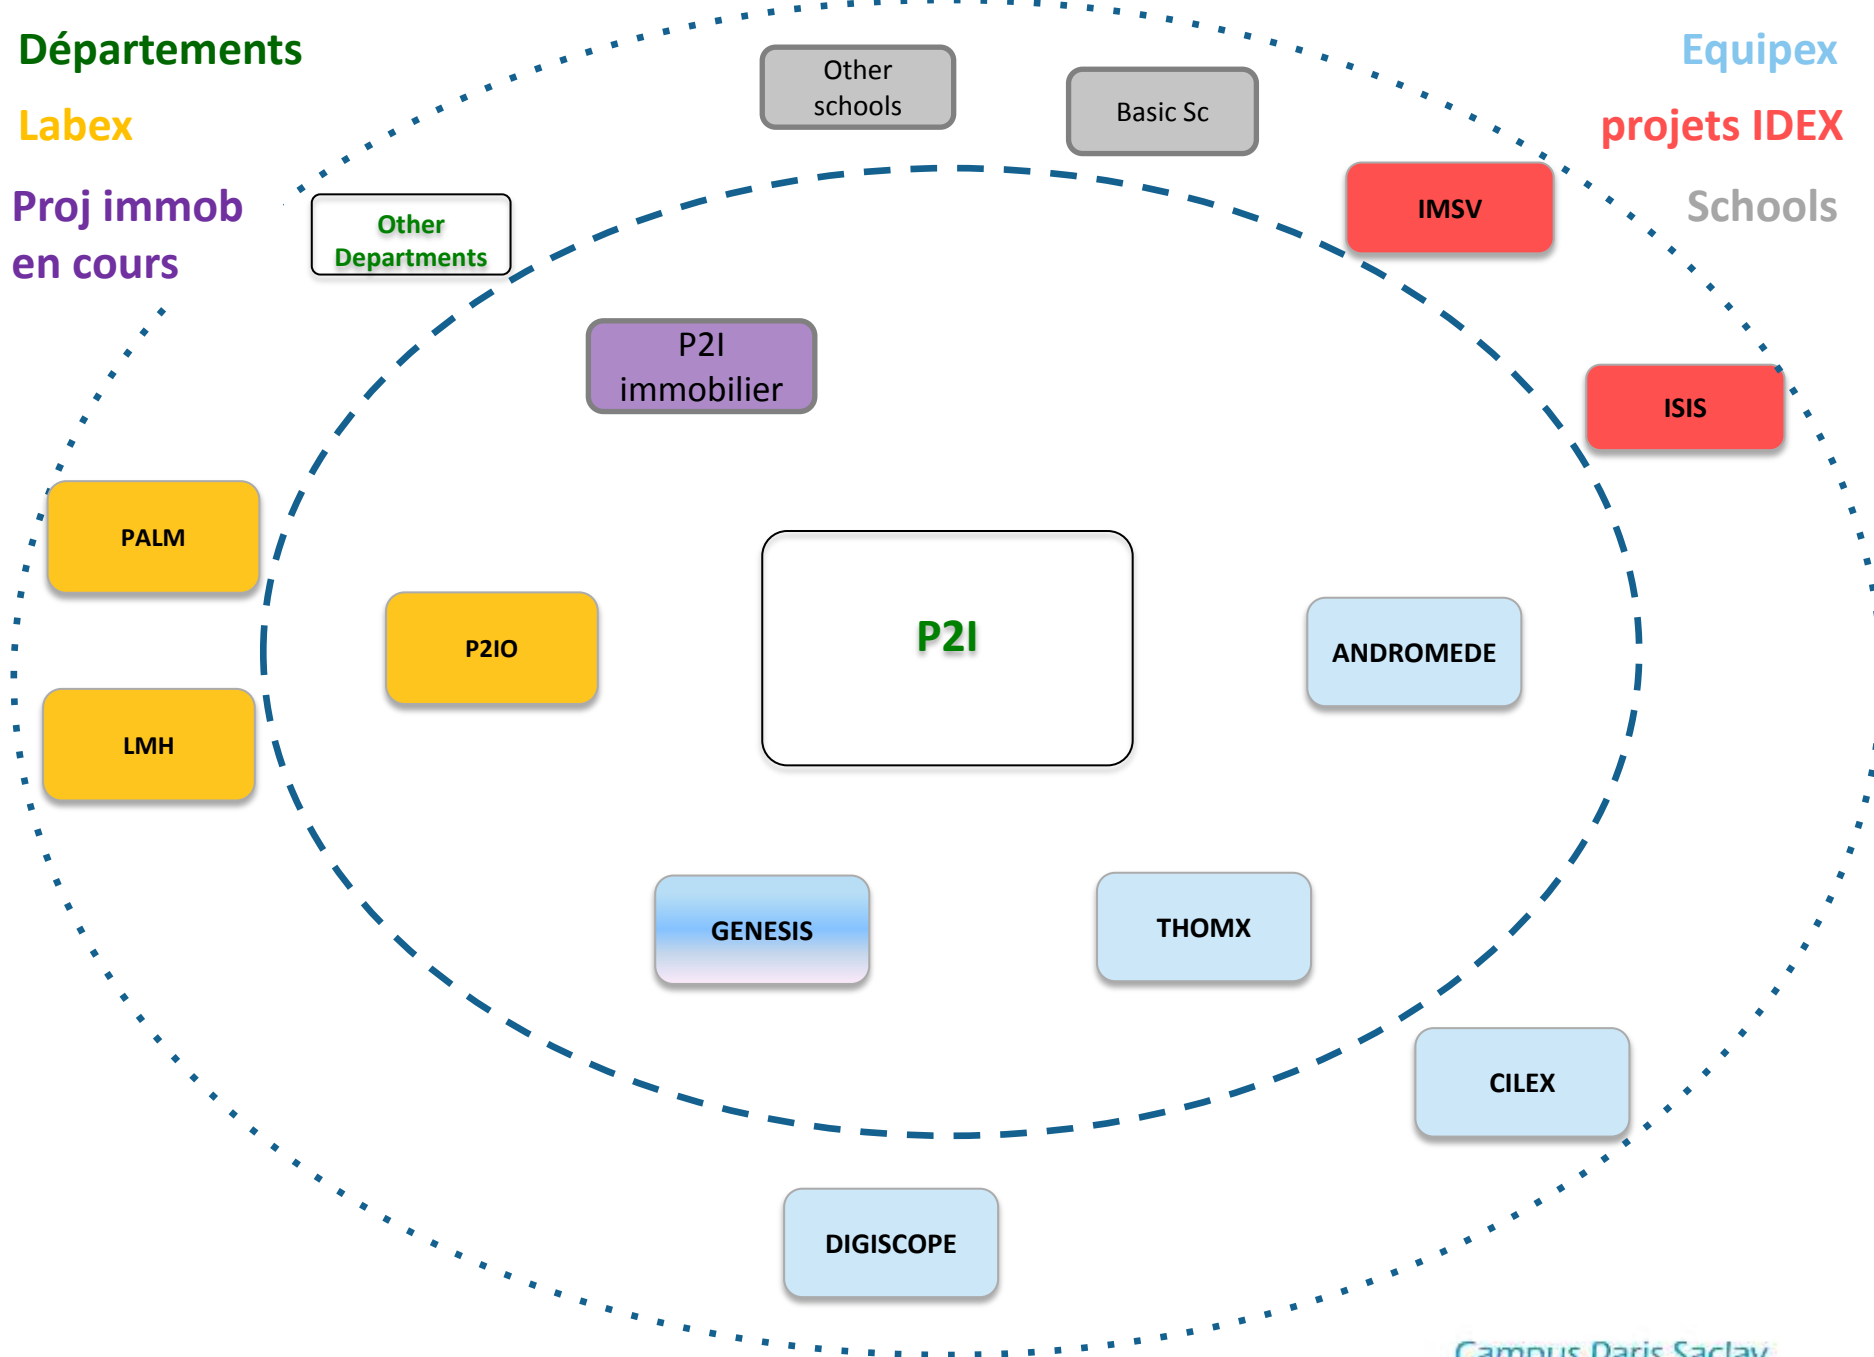 Départements
Labex
Proj immob
en cours
Equipex
projets IDEX
Schools
Other
schools
Basic Sc
Other
Departments
IMSV
P2I
immobilier
ISIS
PALM
P2IO
P2I
ANDROMEDE
LMH
GENESIS
THOMX
CILEX
DIGISCOPE
Campus Paris Saclay